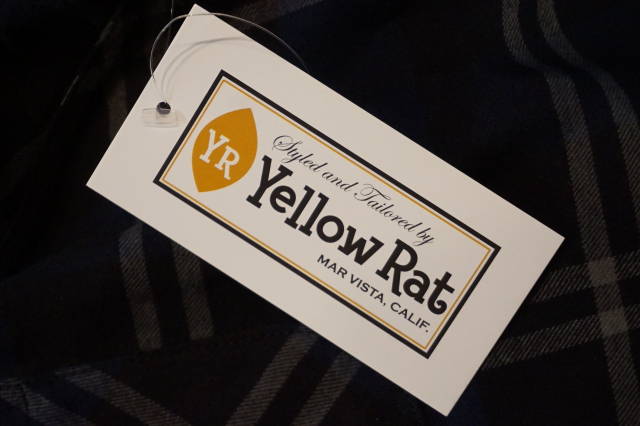 YR
Styled and Tailored by
Yellow Rat
MAR VISTA, CALIF.